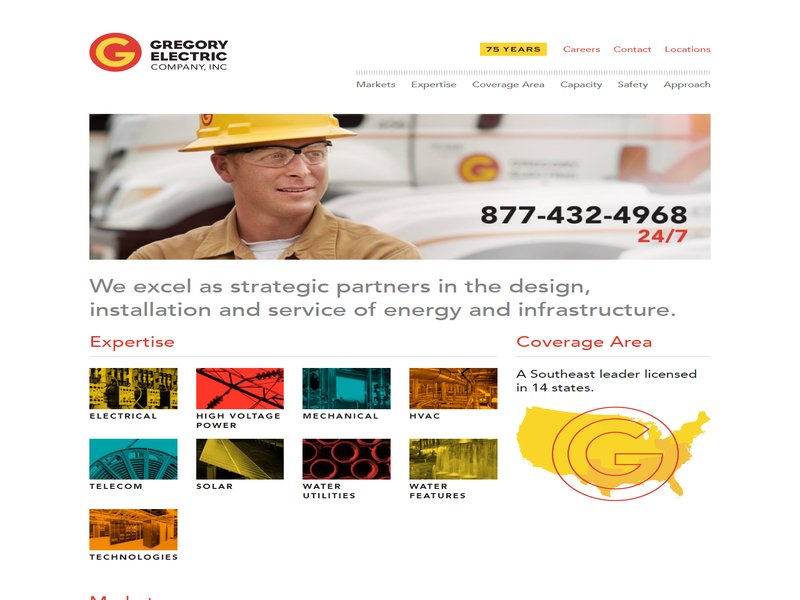 G
GREGORY
ELECTRIC
COMPANY, INC
75 YEARS Careers Contact Locations
Markets Expertise Coverage Area Capacity Safety Approach
G
877-432-4968
24/7
We excel as strategic partners in the design,
installation and service of energy and infrastructure.
Expertise
Coverage Area
A Southeast leader licensed
in 14 states.
ELECTRICAL
HIGH VOLTAGE
POWER
MECHANICAL
HVAC
G
TELECOM
SOLAR
WATER
UTILITIES
WATER
FEATURES
TECHNOLOGIES